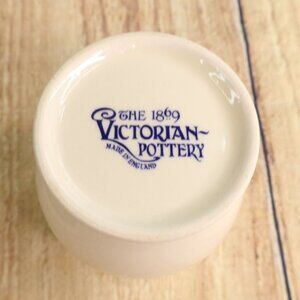 THE 1869
VICTORIAN~
POTTERY
MADE IN ENGLAND